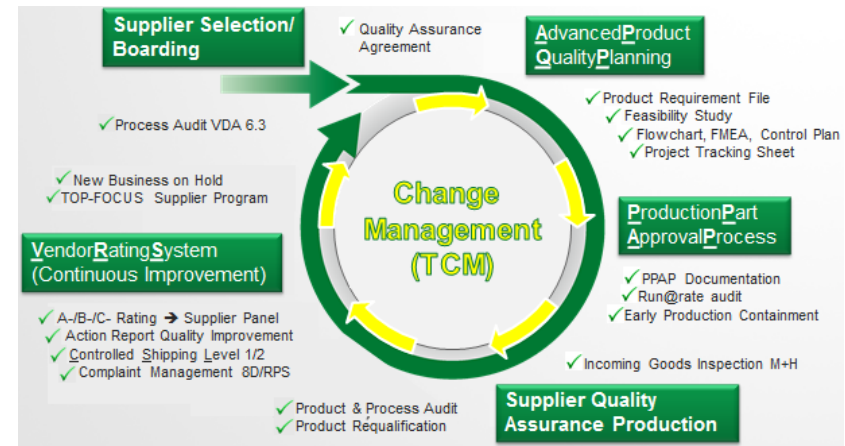 Supplier Selection/
Boarding
✓ Quality Assurance
Agreement
AdvancedProduct
QualityPlanning
✓ Product Requirement File
✓ Feasibility Study
✓ Flowchart, FMEA, Control Plan
✓ Project Tracking Sheet
✓ Process Audit VDA 6.3
✓ New Business on Hold
✓ TOP-FOCUS Supplier Program
Change
Management
(TCM)
ProductionPart
ApprovalProcess
✓ PPAP Documentation
✓ Run@rate audit
✓ Early Production Containment
VendorRatingSystem
(Continuous Improvement)
✓ A-/B-/C- Rating ➔ Supplier Panel
✓ Action Report Quality Improvement
✓ Controlled Shipping Level 1/2
✓ Complaint Management 8D/RPS
✓ Incoming Goods Inspection M+H
✓ Product & Process Audit
✓ Product Requalification
Supplier Quality
Assurance Production